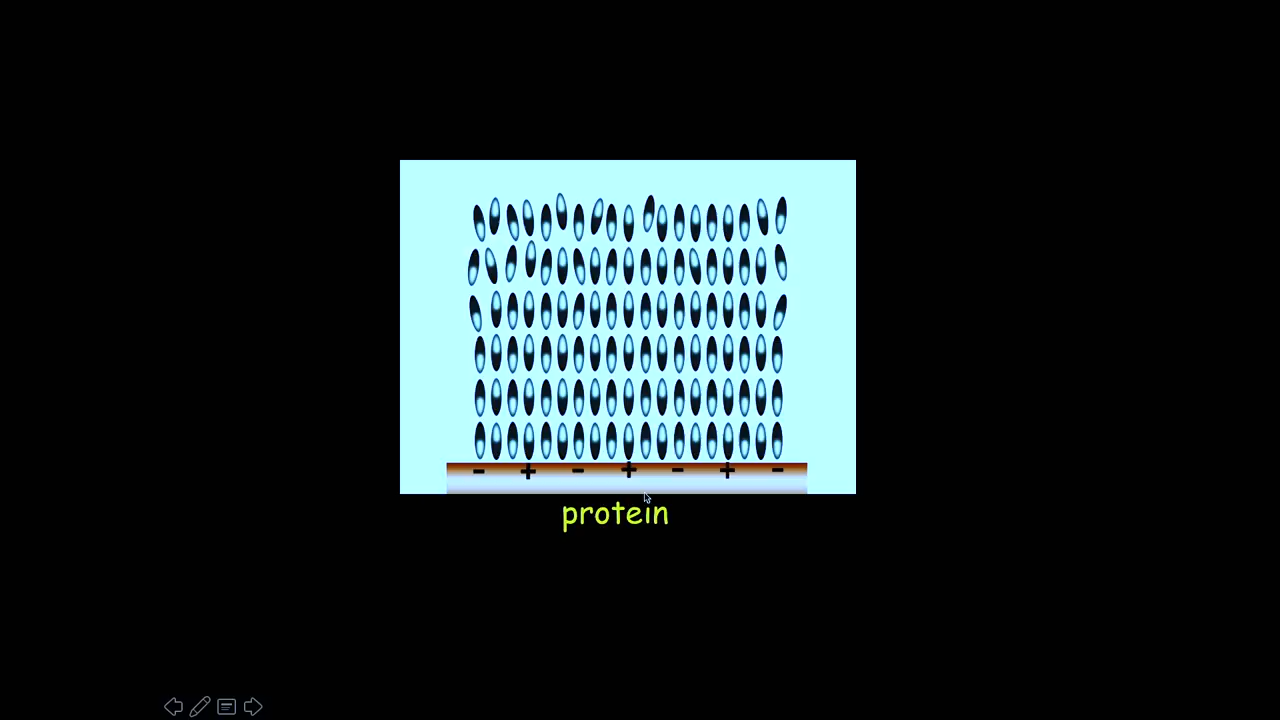 - + - + - + -
protein